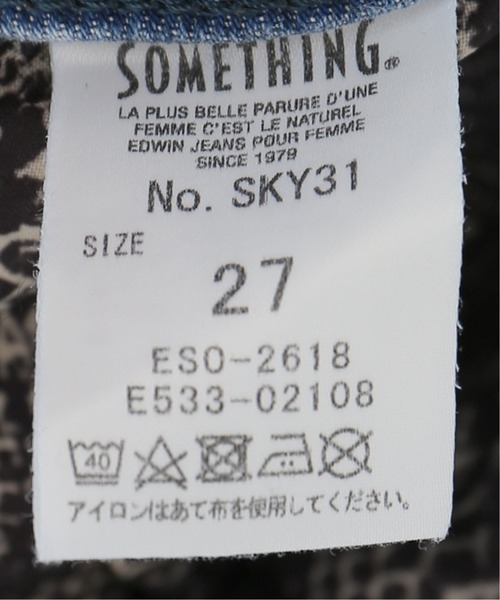 SOMETHING®
LA PLUS BELLE PARURE D'UNE
FEMME C'EST LE NATUREL
EDWIN JEANS POUR FEMME
SINCE 1979
No. SKY31
SIZE
27
ESO-2618
E533-02108
40
アイロンはあて布を使用してください。